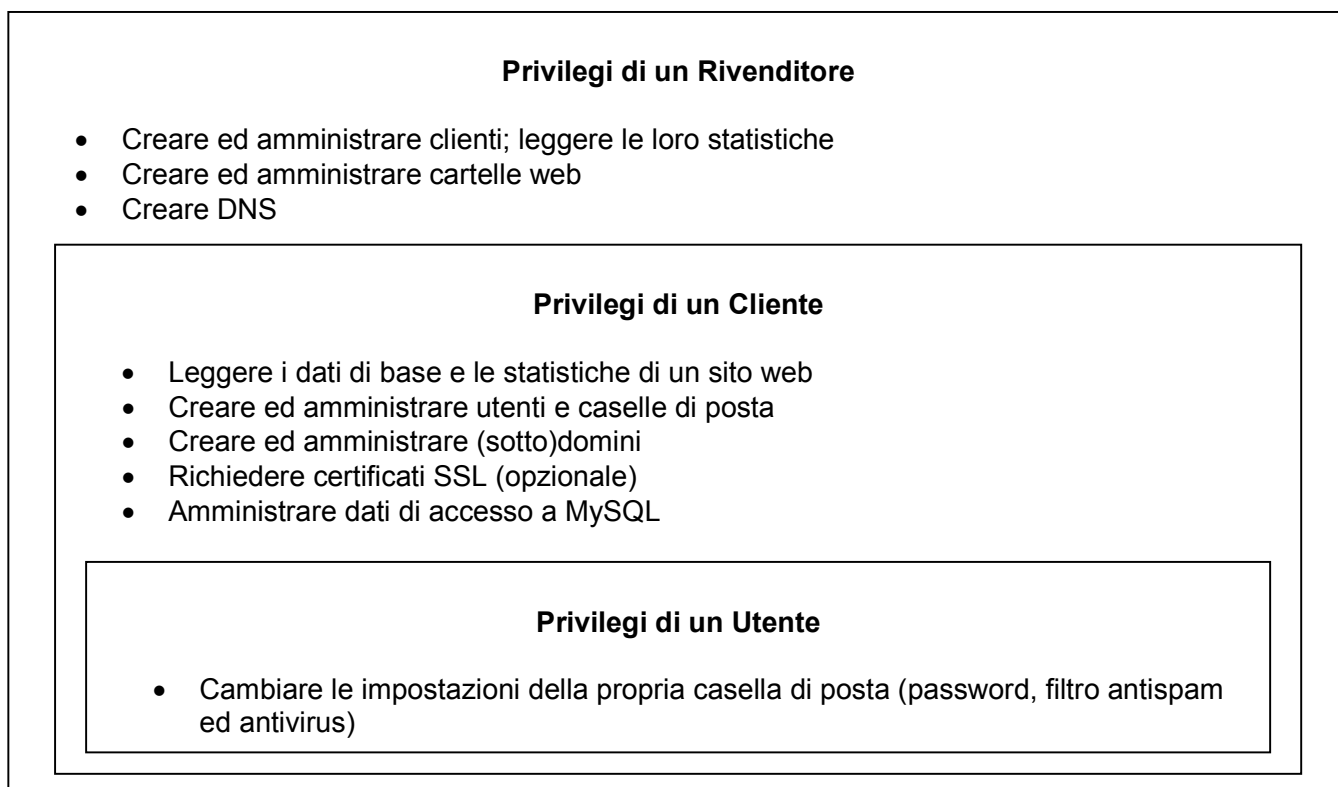 Privilegi di un Rivenditore
• Creare ed amministrare clienti; leggere le loro statistiche
• Creare ed amministrare cartelle web
• Creare DNS
Privilegi di un Cliente
• Leggere i dati di base e le statistiche di un sito web
• Creare ed amministrare utenti e caselle di posta
• Creare ed amministrare (sotto)domini
• Richiedere certificati SSL (opzionale)
• Amministrare dati di accesso a MySQL
Privilegi di un Utente
• Cambiare le impostazioni della propria casella di posta (password, filtro antispam
ed antivirus)